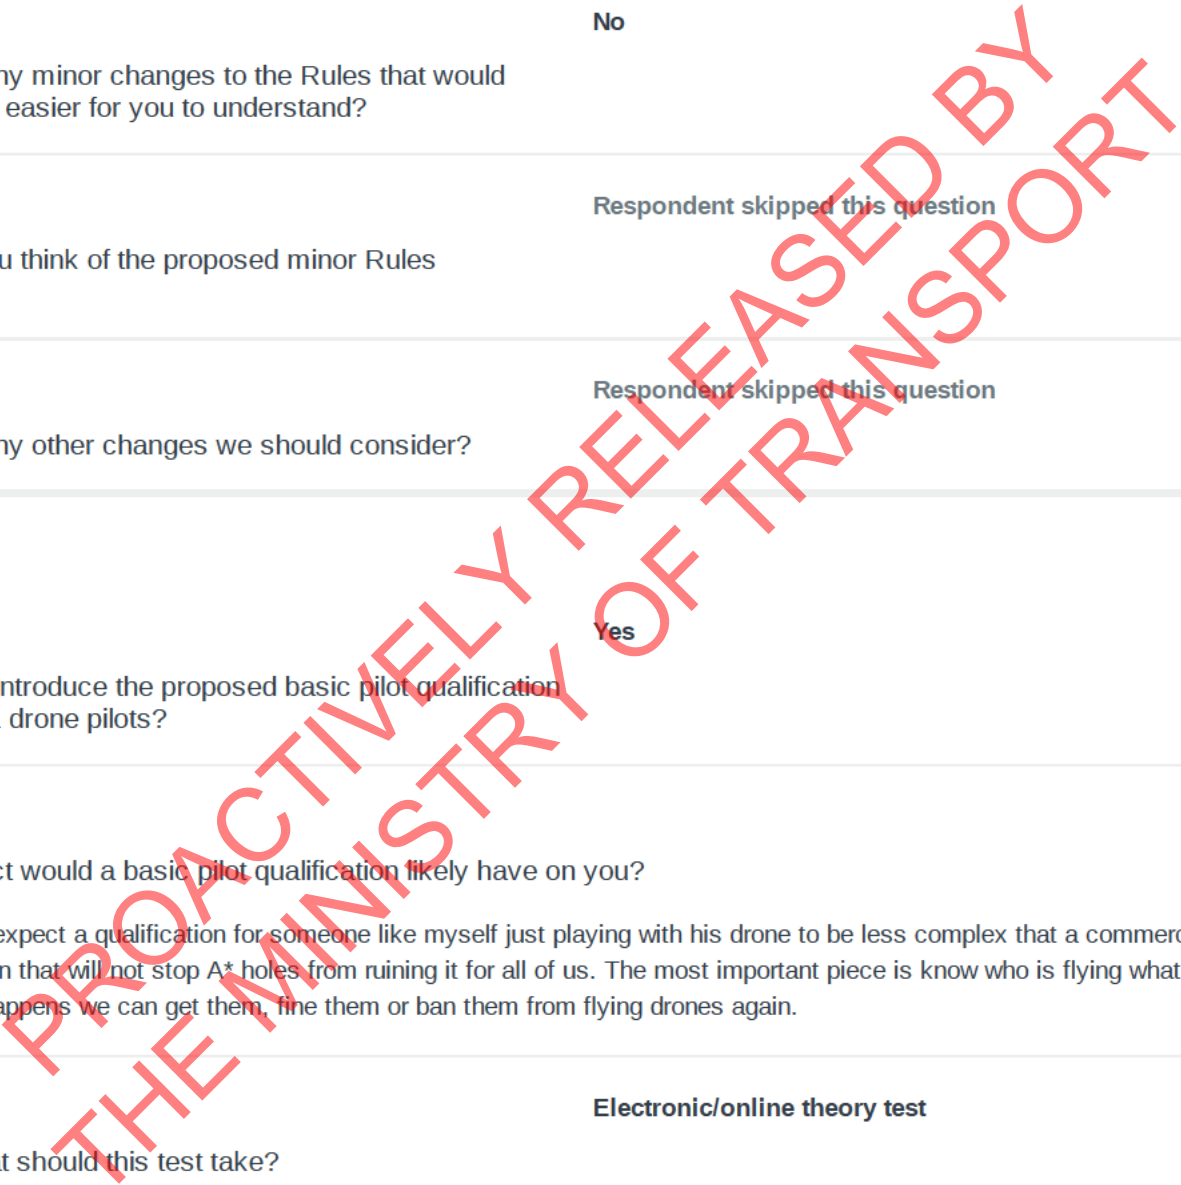 No
ny minor changes to the Rules that would
easier for you to understand?
Respondent skipped this question
u think of the proposed minor Rules
Respondent skipped this question
ny other changes we should consider?
Yes
ntroduce the proposed basic pilot qualification
drone pilots?
ct would a basic pilot qualification likely have on you?
expect a qualification for someone like myself just playing with his drone to be less complex that a commerc
n that will not stop A* holes from ruining it for all of us. The most important piece is know who is flying what
appens we can get them, fine them or ban them from flying drones again.
Electronic/online theory test
t should this test take?
PROACTIVELY RELEASED BY
THE MINISTRY OF TRANSPORT